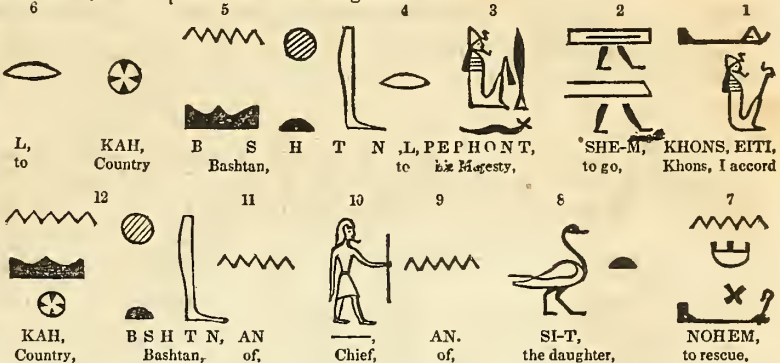 6 5 4 3 2 1
L, KAH, B S H T N ,L, PEPHONT, SHE-M, KHONS, EITI,
to Country Bashtan, to his Majesty, to go, Khons, I accord
12 11 10 9 8 7
KAH, B S H T N, AN ——, AN. SI-T, NOHEM,
Country, Bashtan, of, Chief, of, the daughter, to rescue,